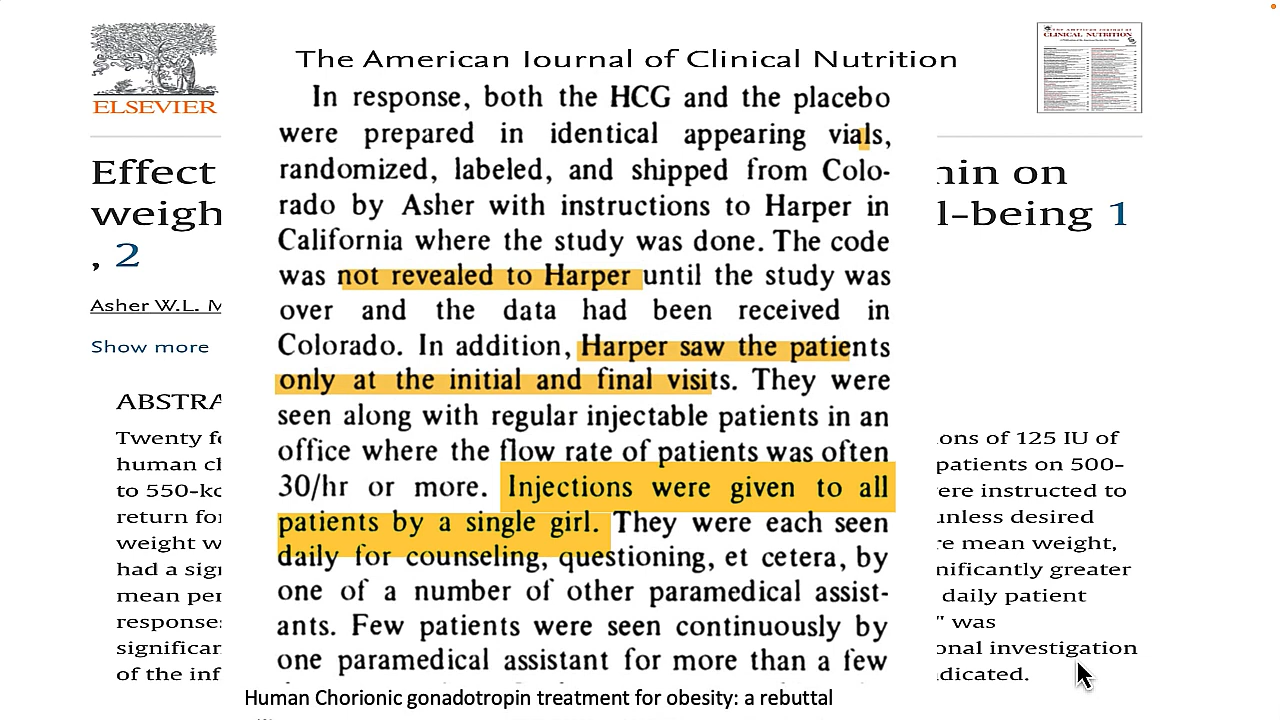 The American Iournal of Clinical Nutrition
ELSEVIER
CLINICAL NUTRITION
In response, both the HCG and the placebo
were prepared in identical appearing vials,
randomized, labeled, and shipped from Colo-
rado by Asher with instructions to Harper in
California where the study was done. The code
was not revealed to Harper until the study was
over and the data had been received in
Colorado. In addition, Harper saw the patients
only at the initial and final visits. They were
seen along with regular injectable patients in an
office where the flow rate of patients was often
30/hr or more. Injections were given to all
patients by a single girl. They were each seen
daily for counseling, questioning, et cetera, by
one of a number of other paramedical assist-
ants. Few patients were seen continuously by
one paramedical assistant for more than a few
Human Chorionic gonadotropin treatment for obesity: a rebuttal
Effect
weigh
, 2
Asher W.L. M
Show more
ABSTRA
Twenty fo
human ch
to 550-kc
return for
weight w
had a sig
mean per
response
significan
of the inf
nin on
l-being 1
ons of 125 IU of
patients on 500-
ere instructed to
unless desired
re mean weight,
nificantly greater
daily patient
" was
onal investigation
dicated.